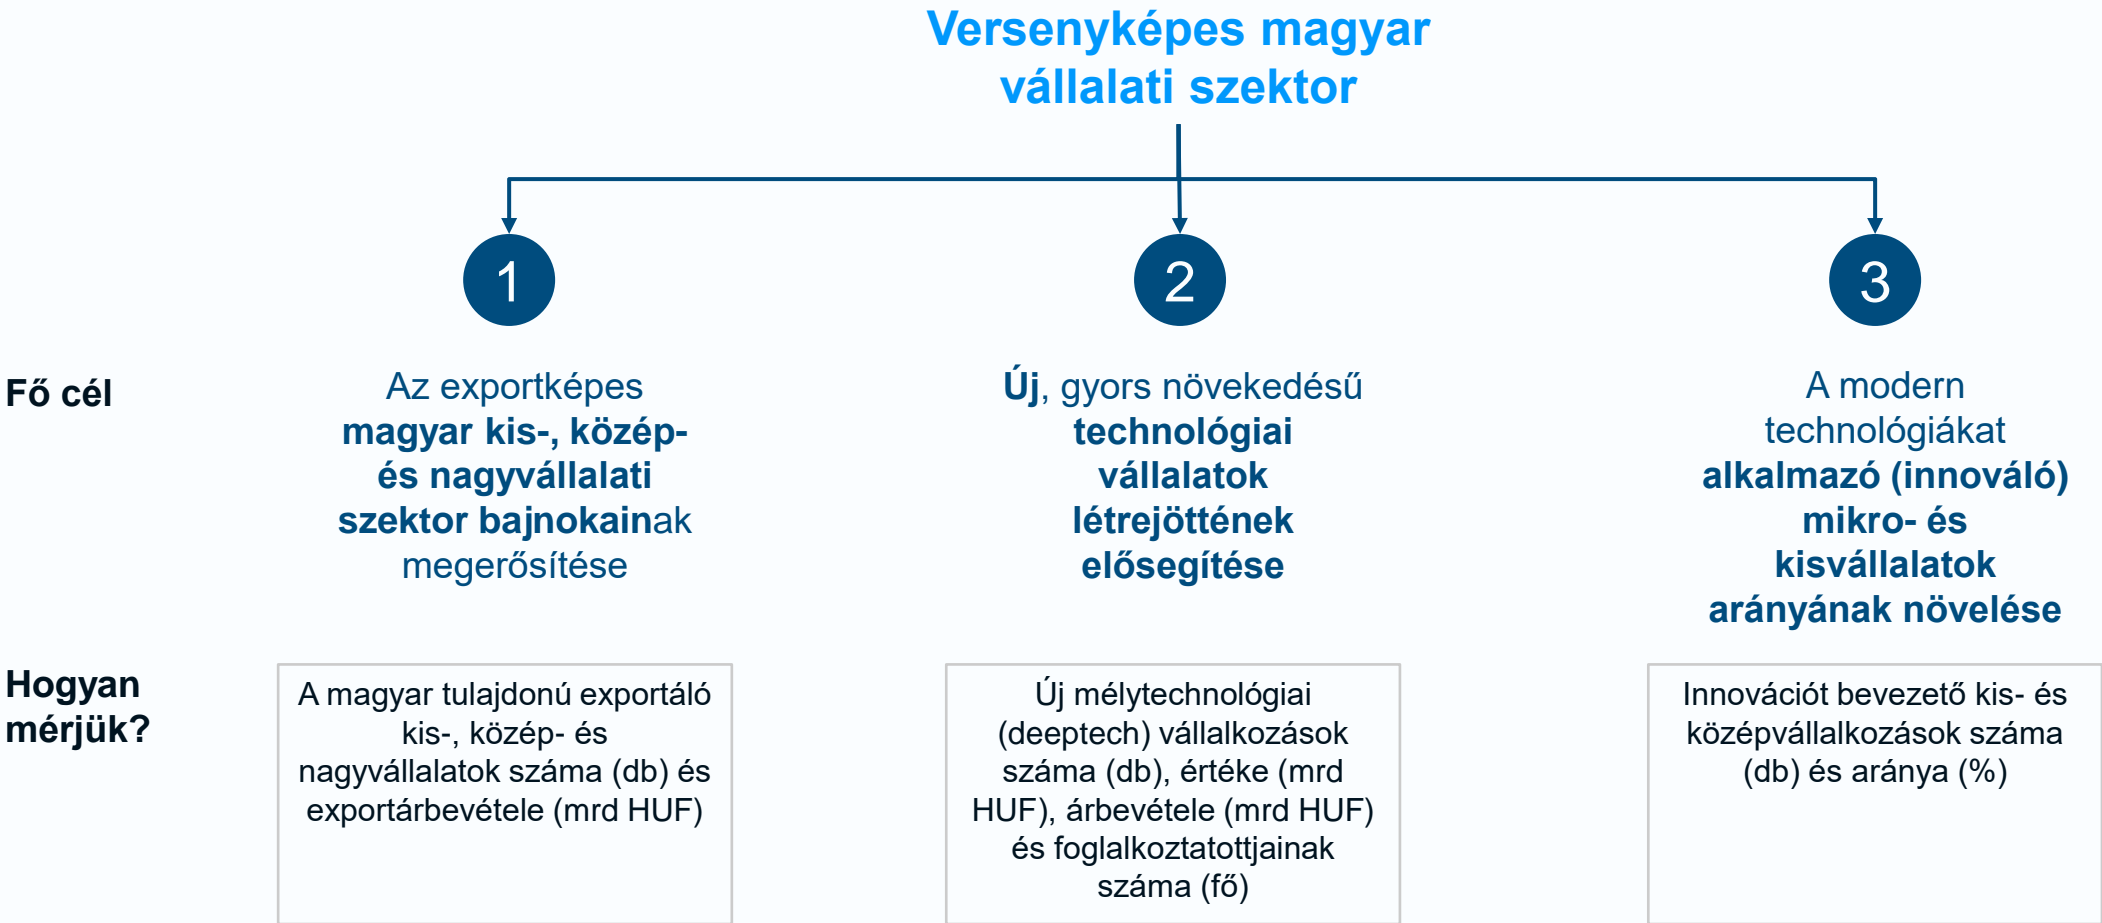 Versenyképes magyar
vállalati szektor
1
2
3
Fő cél
Az exportképes
magyar kis-, közép-
és nagyvállalati
szektor bajnokainak
megerősítése
Új, gyors növekedésű
technológiai
vállalatok
létrejöttének
elősegítése
A modern
technológiákat
alkalmazó (innováló)
mikro- és
kisvállalatok
arányának növelése
Hogyan
mérjük?
A magyar tulajdonú exportáló
kis-, közép- és
nagyvállalatok száma (db) és
exportárbevétele (mrd HUF)
Új mélytechnológiai
(deeptech) vállalkozások
száma (db), értéke (mrd
HUF), árbevétele (mrd HUF)
és foglalkoztatottjainak
száma (fő)
Innovációt bevezető kis- és
középvállalkozások száma
(db) és aránya (%)